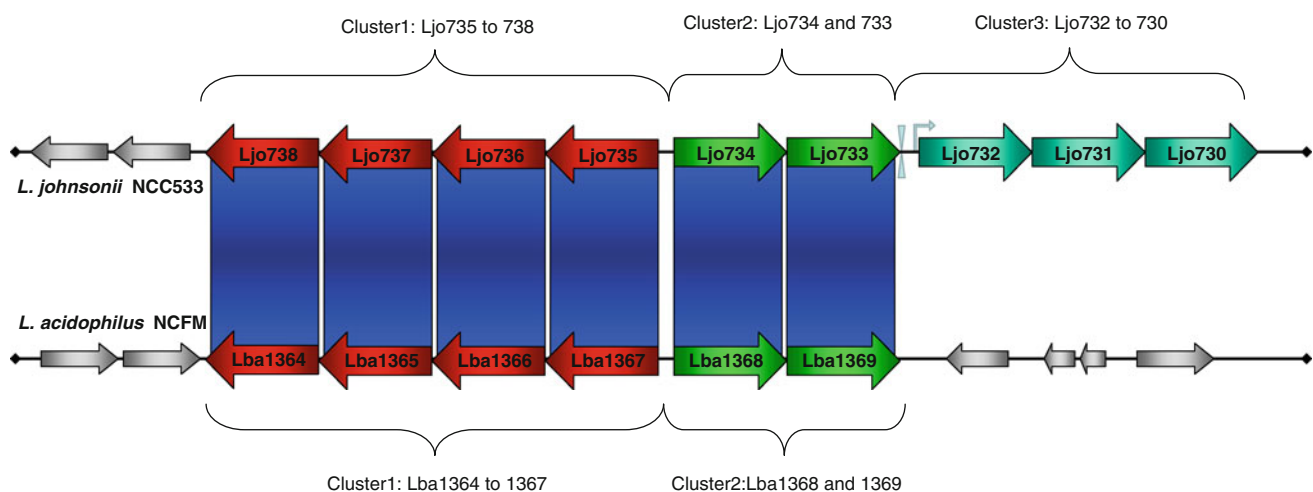 Cluster1: Ljo735 to 738
Cluster2: Ljo734 and 733
Cluster3: Ljo732 to 730
Ljo738
Ljo737
Ljo736
Ljo735
Ljo734
Ljo733
Ljo732
Ljo731
Ljo730
L. johnsonii NCC533
L. acidophilus NCFM
Lba1364
Lba1365
Lba1366
Lba1367
Lba1368
Lba1369
Cluster1: Lba1364 to 1367
Cluster2:Lba1368 and 1369